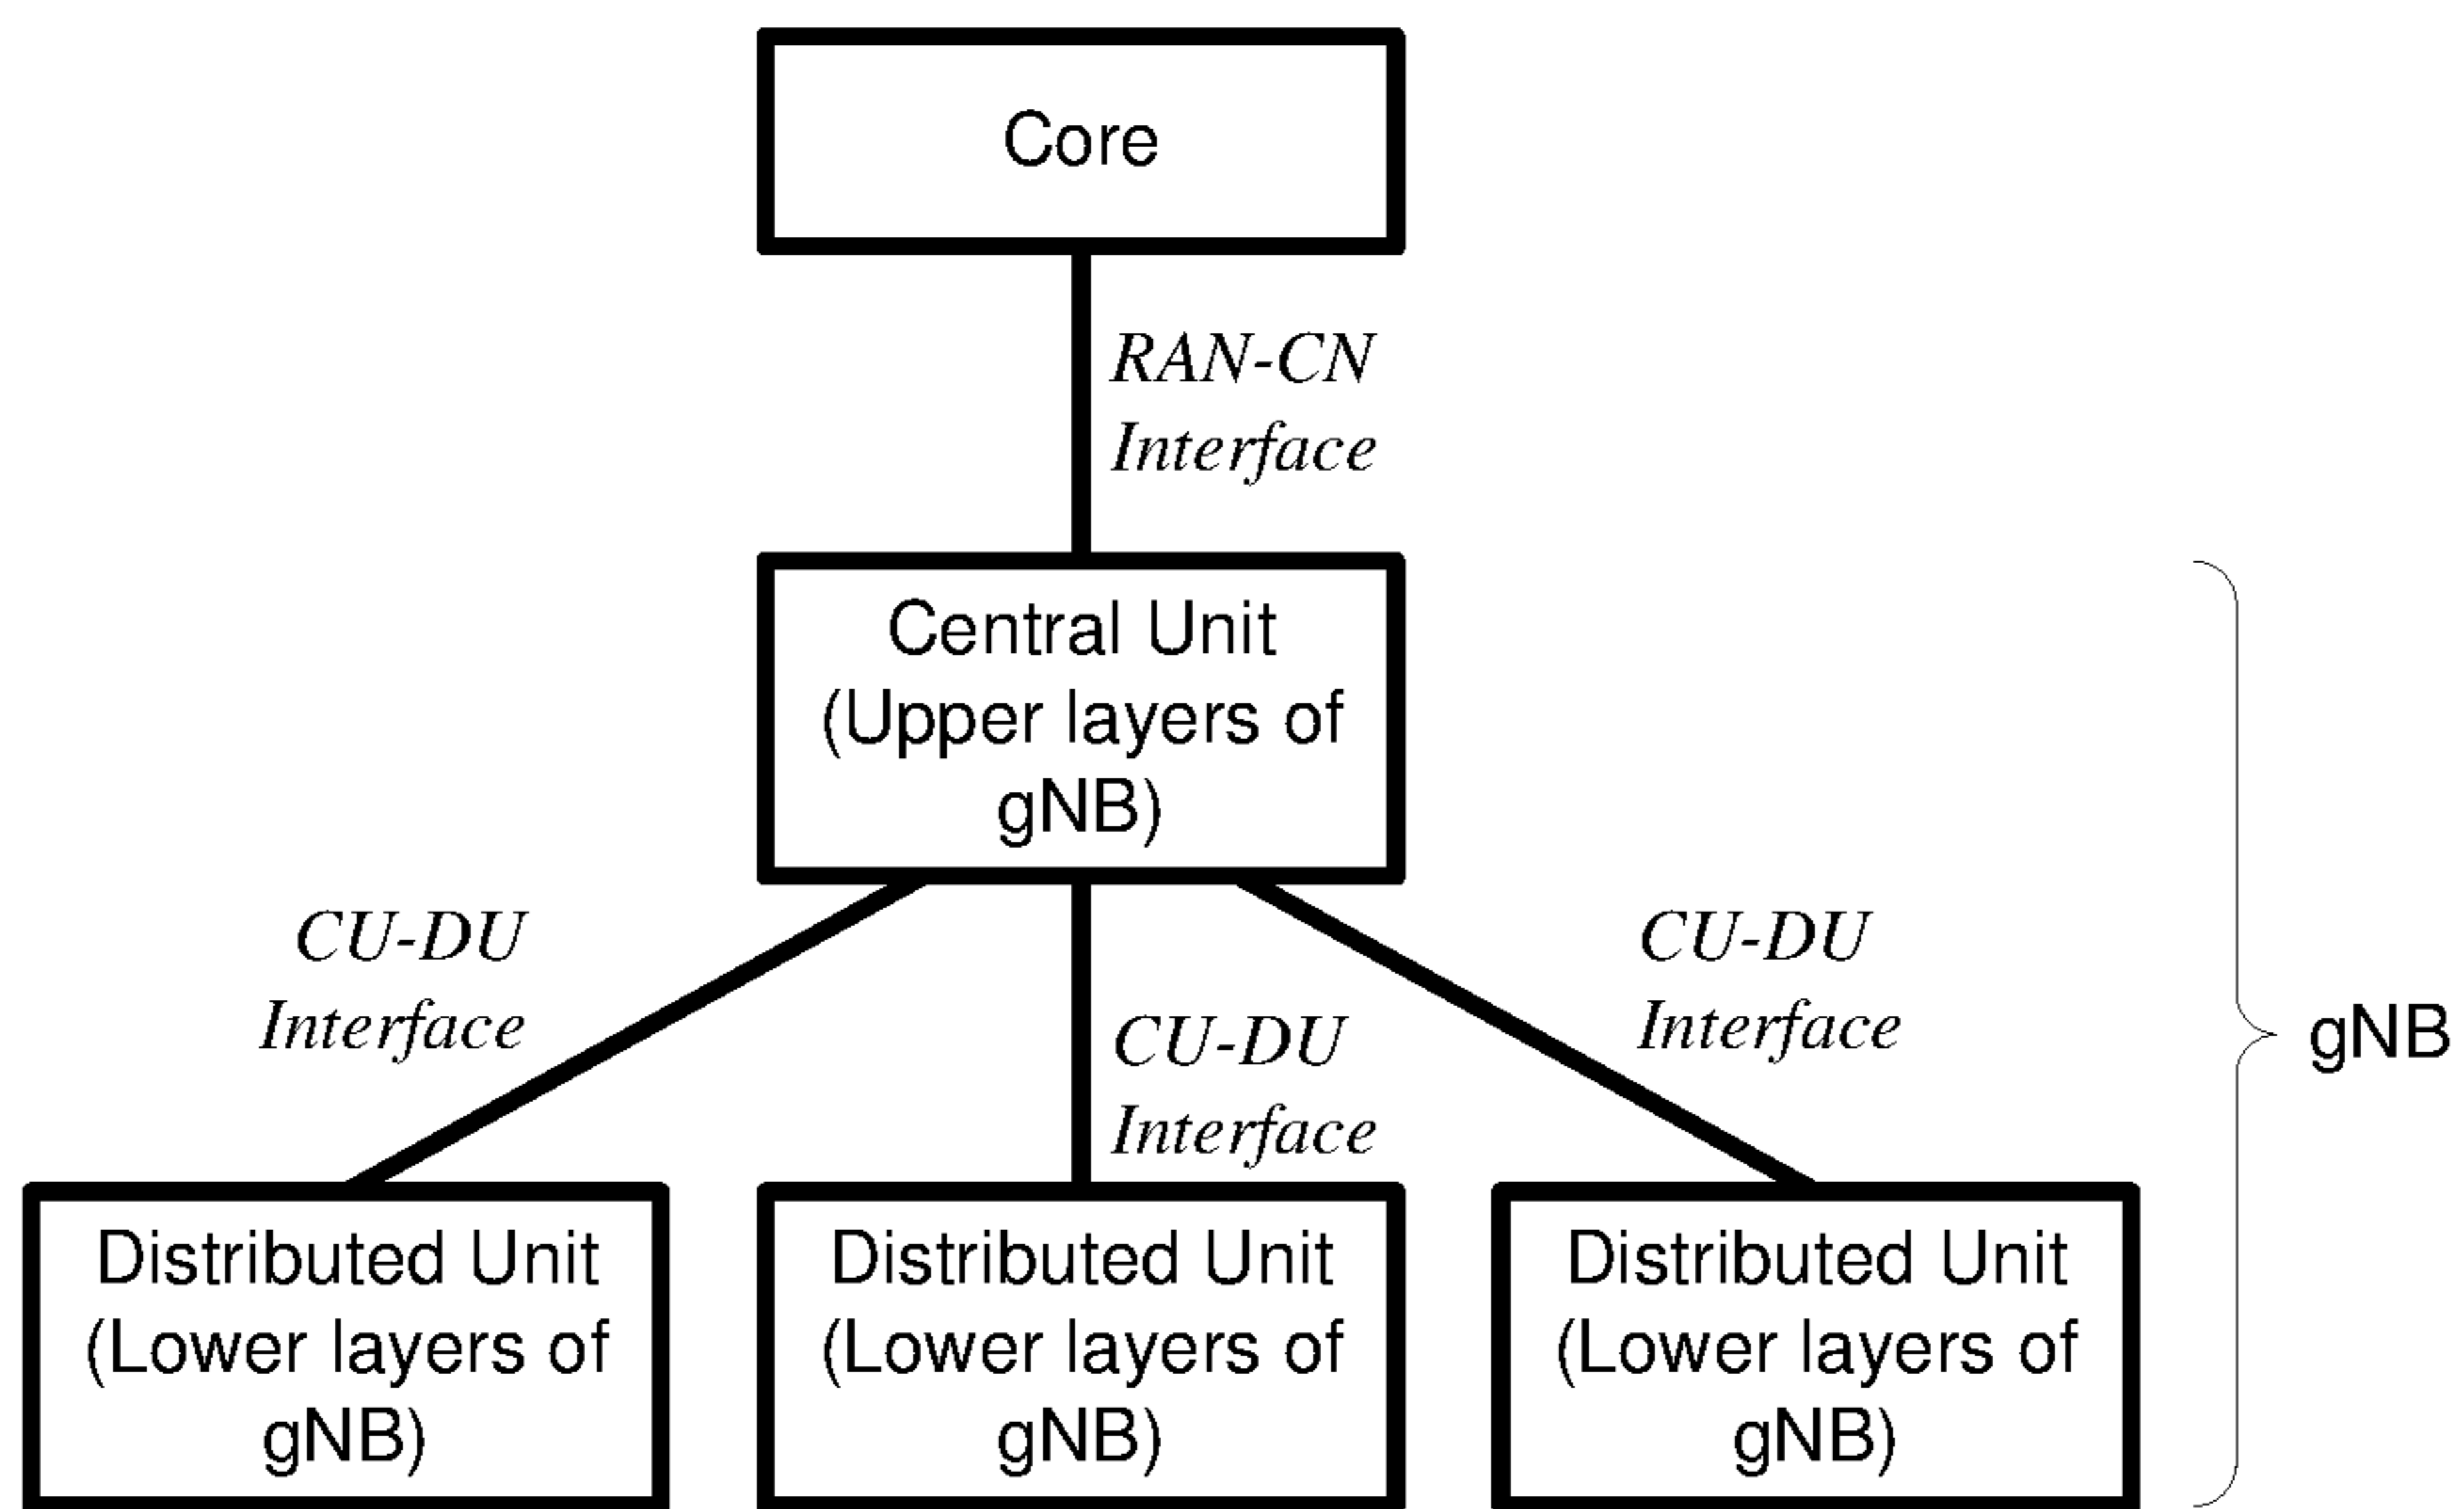 Core
RAN-CN
Interface
Central Unit
(Upper layers of
gNB)
CU-DU
Interface
CU-DU
Interface
CU-DU
Interface
gNB
Distributed Unit
(Lower layers of
gNB)
Distributed Unit
(Lower layers of
gNB)
Distributed Unit
(Lower layers of
gNB)